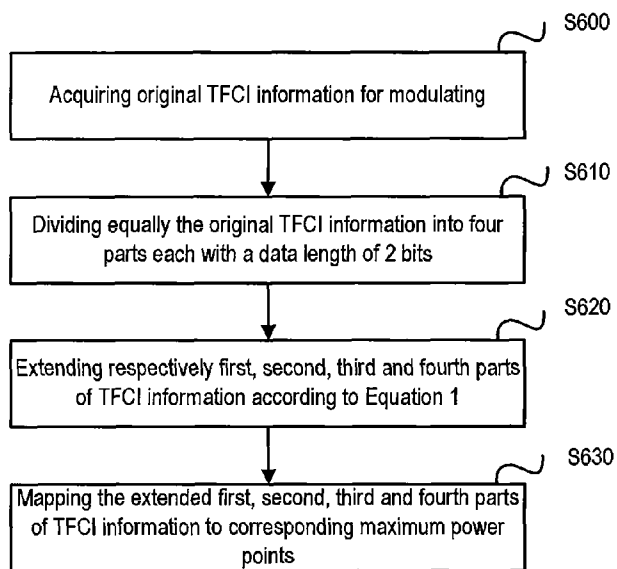 S600
Acquiring original TFCI information for modulating
S610
Dividing equally the original TFCI information into four
parts each with a data length of 2 bits
S620
Extending respectively first, second, third and fourth parts
of TFCI information according to Equation 1
S630
Mapping the extended first, second, third and fourth parts
of TFCI information to corresponding maximum power
points